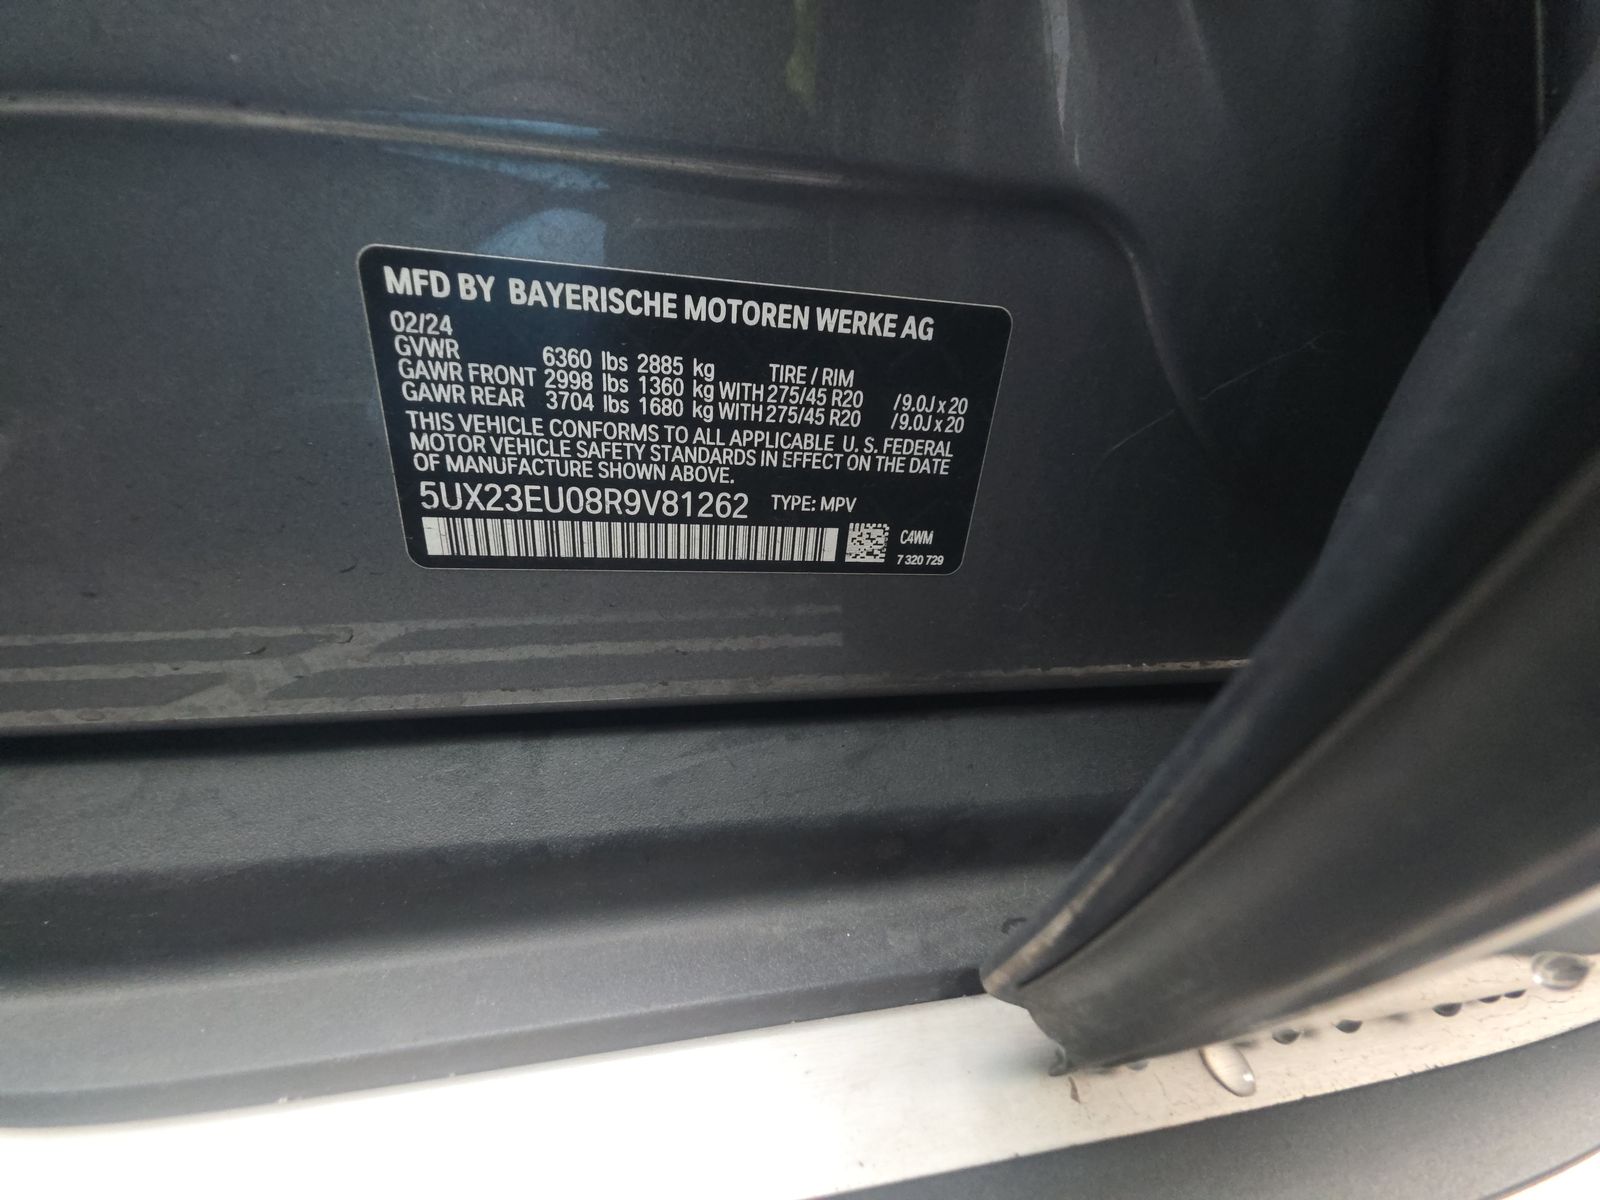 MFD BY BAYERISCHE MOTOREN WERKE AG
02/24
GVWR 6360 lbs 2885 kg TIRE / RIM
GAWR FRONT 2998 lbs 1360 kg WITH 275/45 R20 /9.0J x 20
GAWR REAR 3704 lbs 1680 kg WITH 275/45 R20 /9.0J x 20
THIS VEHICLE CONFORMS TO ALL APPLICABLE U. S. FEDERAL
MOTOR VEHICLE SAFETY STANDARDS IN EFFECT ON THE DATE
OF MANUFACTURE SHOWN ABOVE.
5UX23EU08R9V81262 TYPE: MPV
C4WM
7 320 729